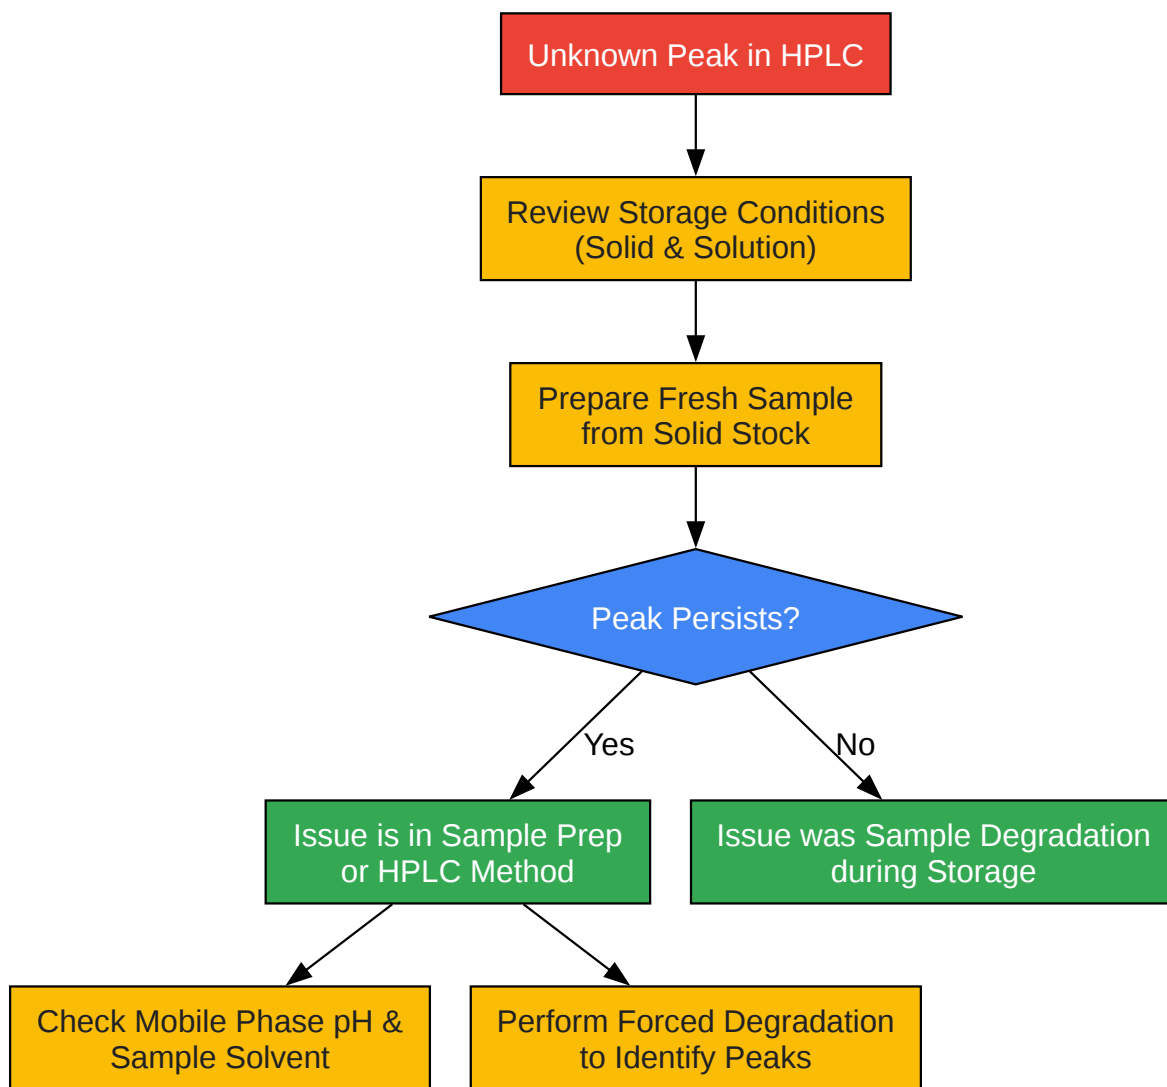 Unknown Peak in HPLC
Review Storage Conditions
(Solid & Solution)
Prepare Fresh Sample
from Solid Stock
Peak Persists?
Yes
No
Issue is in Sample Prep
or HPLC Method
Issue was Sample Degradation
during Storage
Check Mobile Phase pH &
Sample Solvent
Perform Forced Degradation
to Identify Peaks